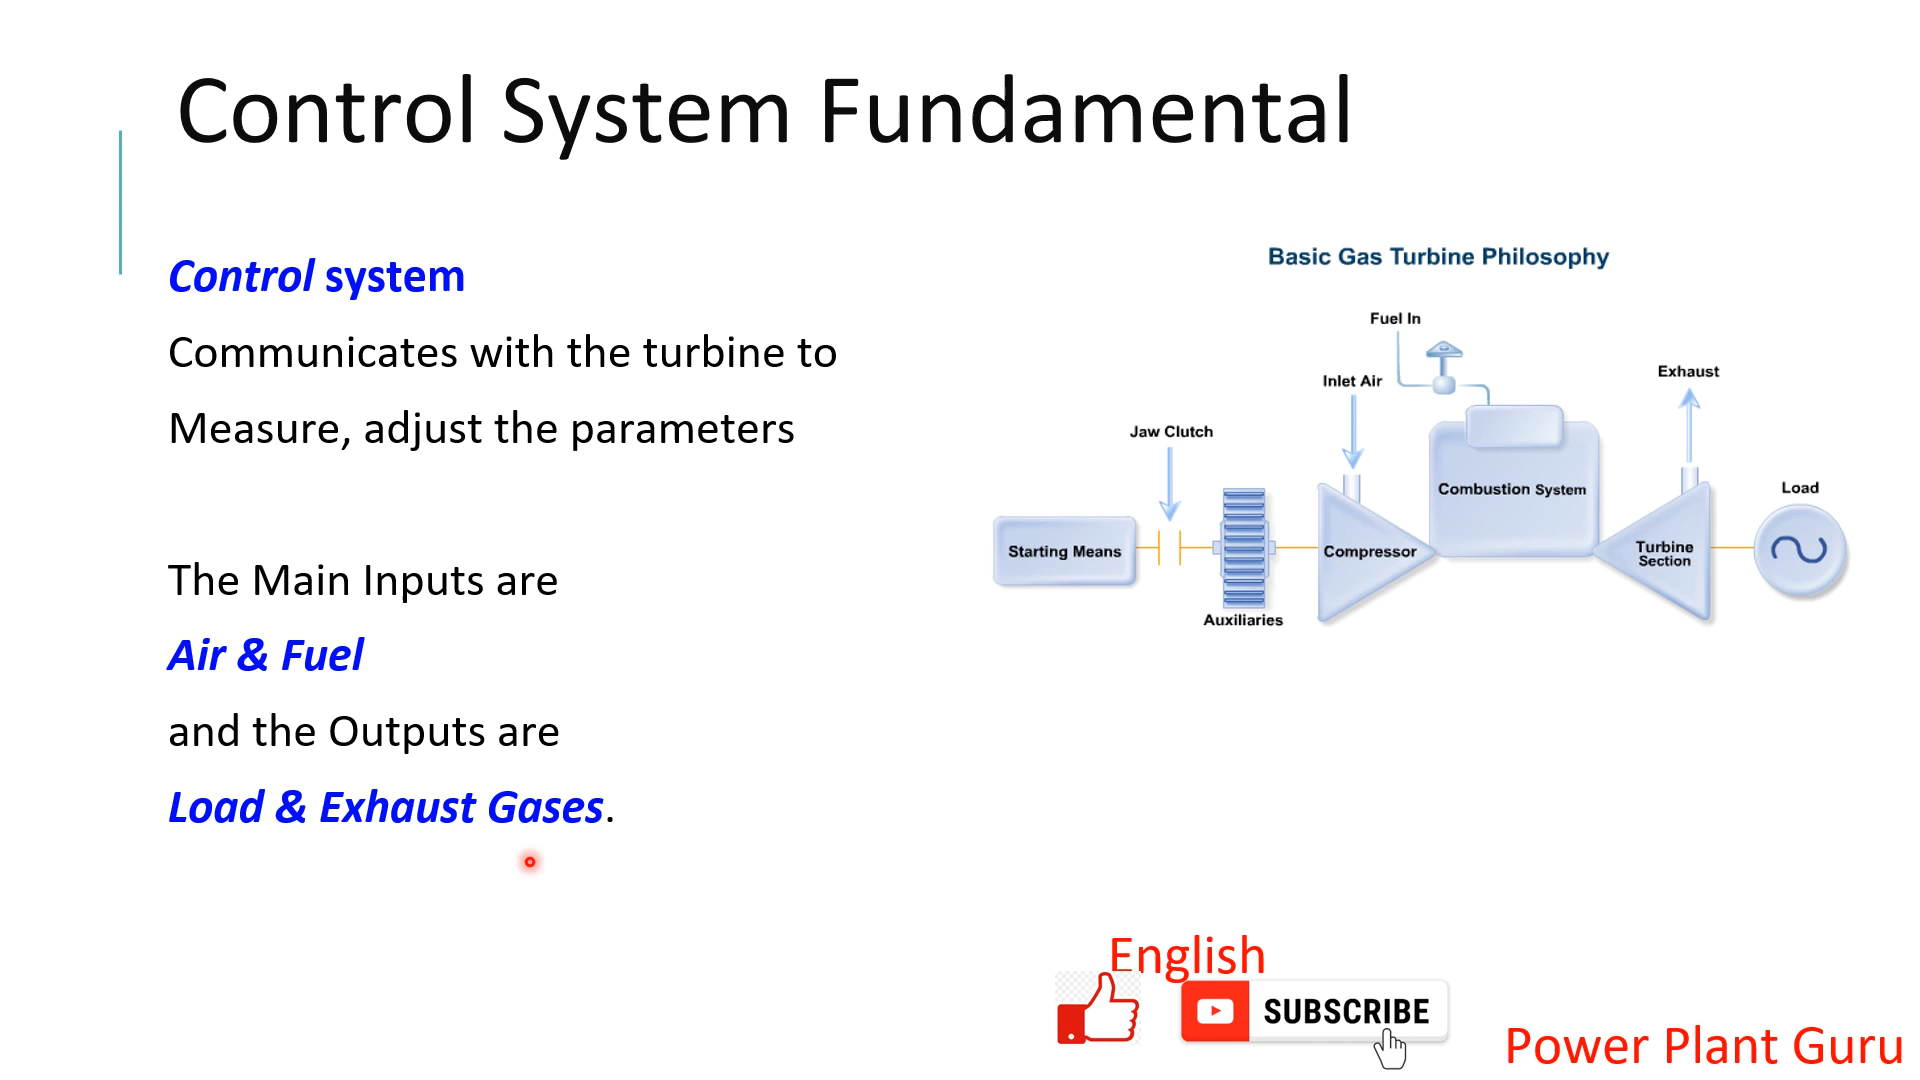 Control System Fundamental
Control system
Communicates with the turbine to
Measure, adjust the parameters
The Main Inputs are
Air & Fuel
and the Outputs are
Load & Exhaust Gases.
Basic Gas Turbine Philosophy
Fuel In
Inlet Air
Exhaust
Jaw Clutch
Combustion System
Load
Starting Means
Compressor
Turbine
Section
Auxiliaries
English
SUBSCRIBE
Power Plant Guru